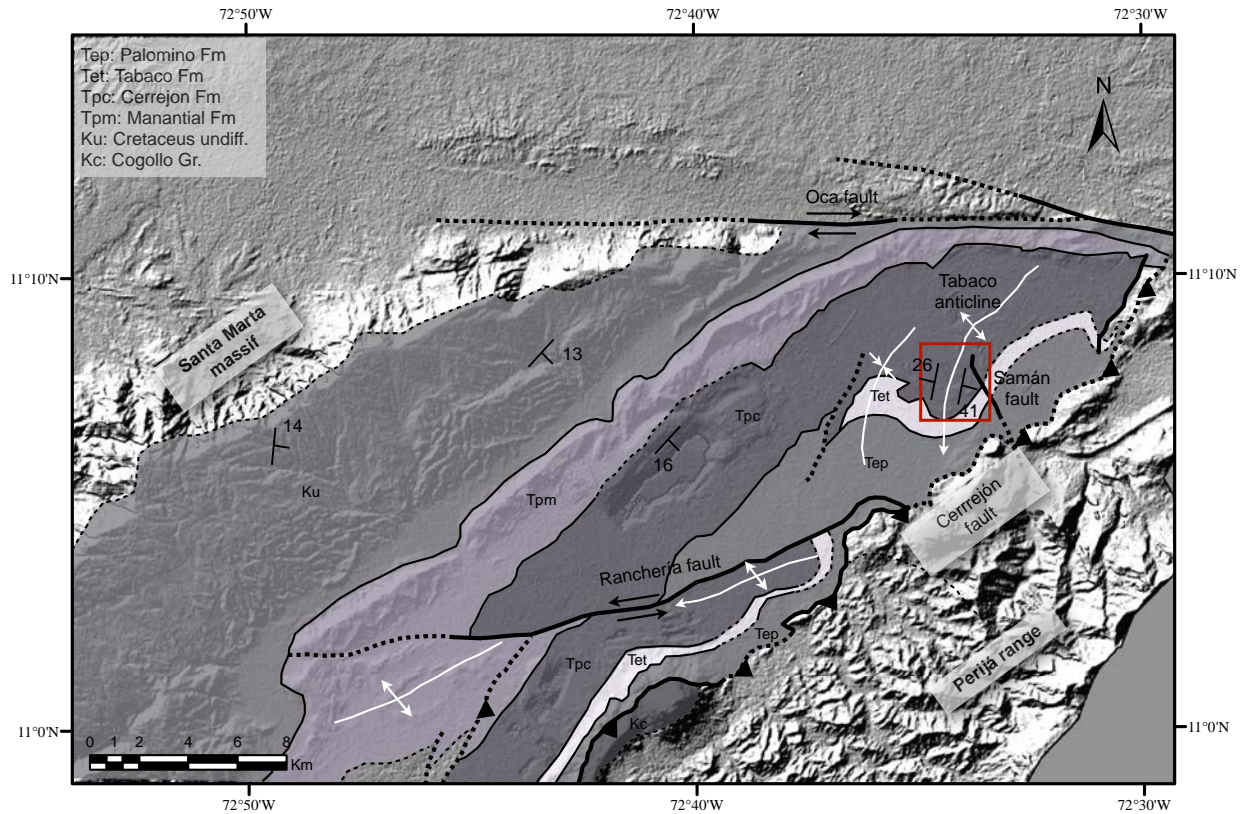 72°50'W
72°40'W
72°30'W
Tep: Palomino Fm
Tet: Tabaco Fm
Tpc: Cerrejon Fm
Tpm: Manantial Fm
Ku: Cretaceus undiff.
Kc: Cogollo Gr.
N
Oca fault
11°10'N
11°10'N
Tabaco
anticline
Santa Marta
massif
13
26
Samán
fault
Tet
41
Tpc
14
16
Tep
Ku
Tpm
Cerrrejón
fault
Ranchería fault
Tep
Perijá range
Tet
Tpc
Kc
11°0'N
11°0'N
0 1 2 4 6 8
Km
72°50'W
72°40'W
72°30'W